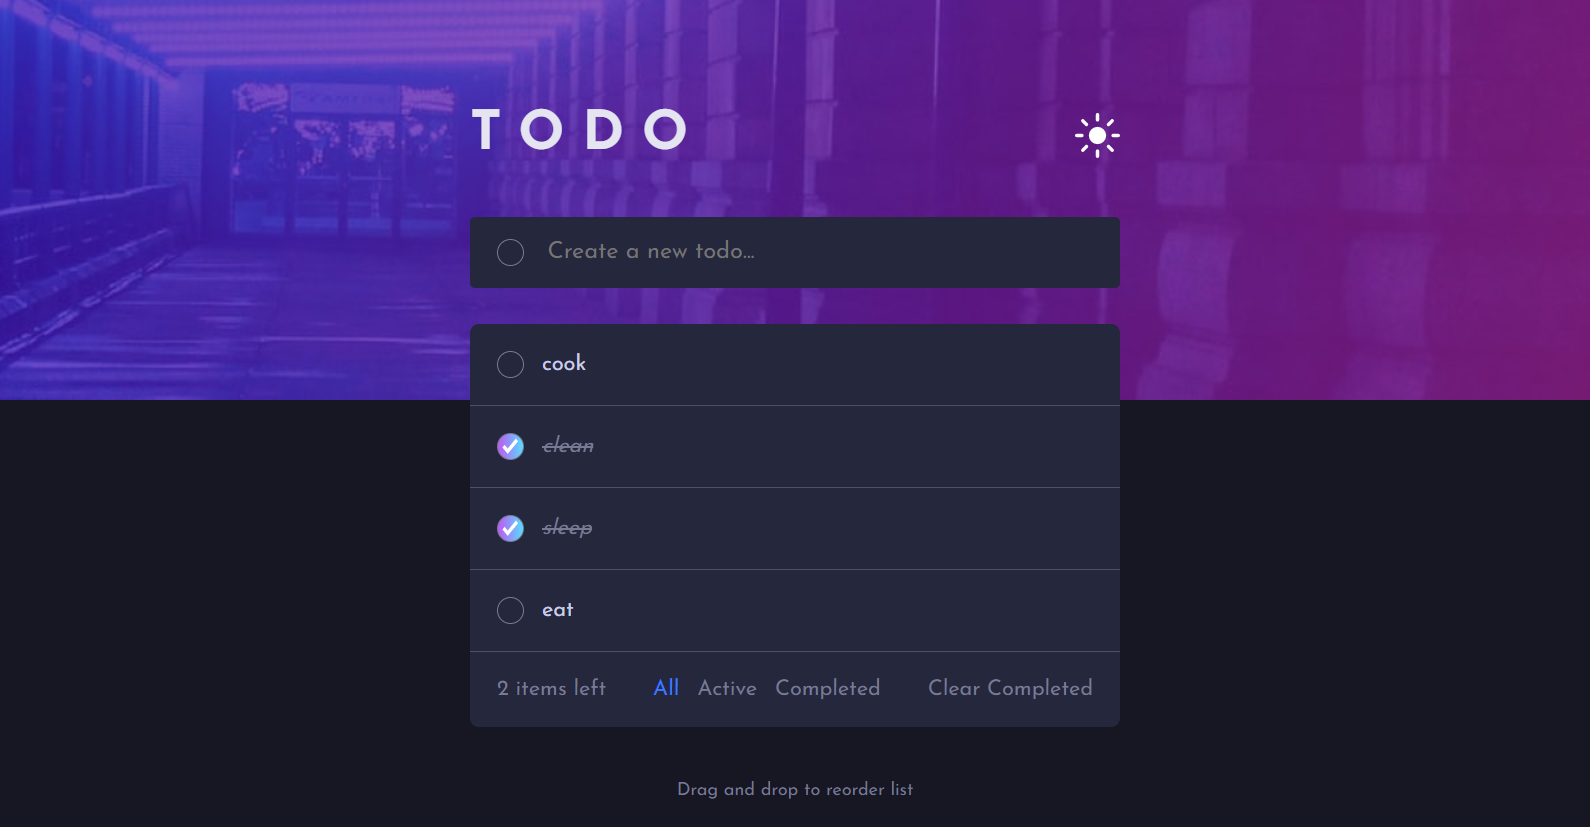 TODO
Create a new todo...
cook
clean
sleep
eat
2 items left All Active Completed Clear Completed
Drag and drop to reorder list